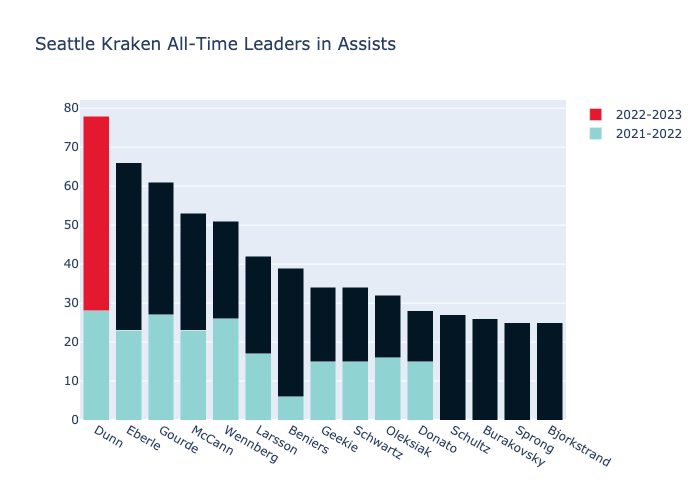 Seattle Kraken All-Time Leaders in Assists
80
70
60
50
40
30
20
10
0
2022-2023
2021-2022
Dunn
Eberle
Gourde
McCann
Wennberg
Larsson
Beniers
Geekie
Schwartz
Oleksiak
Donato
Schultz
Burakovsky
Sprong
Bjorkstrand